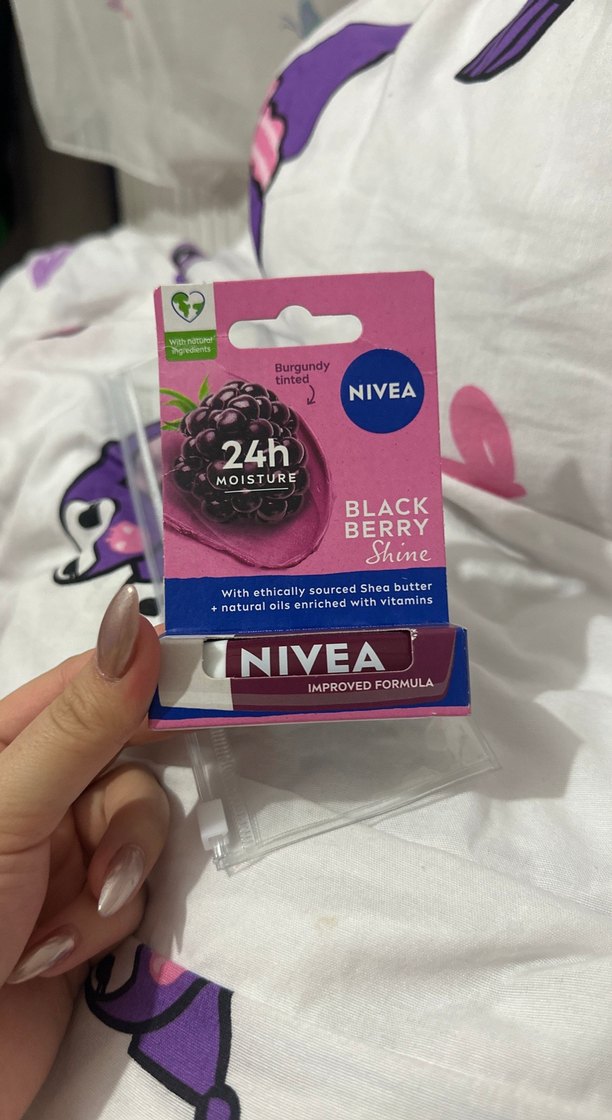 With natural
ingredients
Burgundy
tinted
NIVEA
24h
MOISTURE
BLACK
BERRY
Shine
With ethically sourced Shea butter
+ natural oils enriched with vitamins
NIVEA
IMPROVED FORMULA